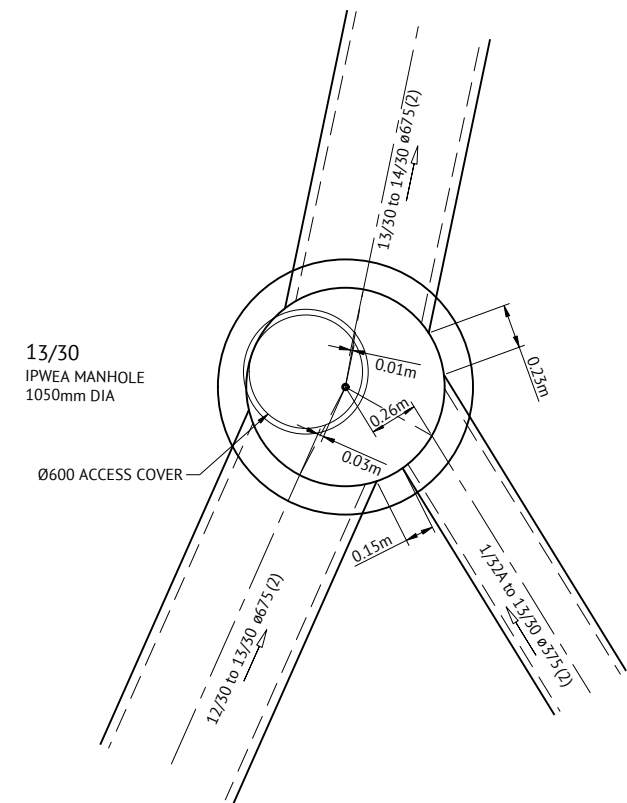 13/30 to 14/30 ø675(2)
13/30
IPWEA MANHOLE
1050mm DIA
0.01m
0.23m
0.26m
Ø600 ACCESS COVER
0.03m
0.15m
12/30 to 13/30 ø675(2)
1/32A to 13/30 ø375(2)